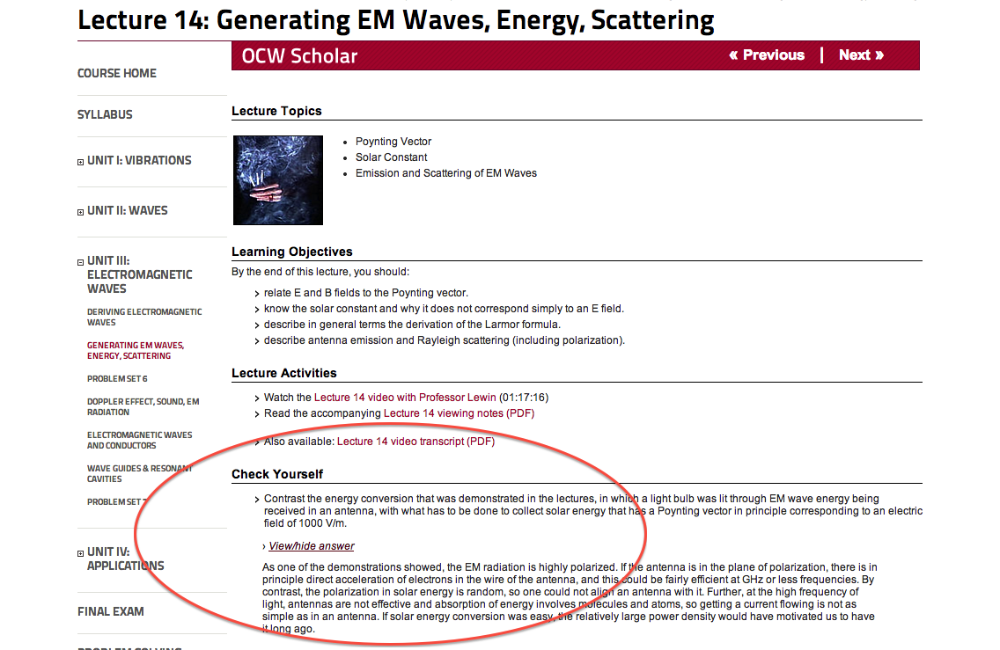 Lecture 14: Generating EM Waves, Energy, Scattering
OCW Scholar
« Previous | Next »
COURSE HOME
SYLLABUS
UNIT I: VIBRATIONS
UNIT II: WAVES
UNIT III:
ELECTROMAGNETIC
WAVES
DERIVING ELECTROMAGNETIC
WAVES
GENERATING EM WAVES,
ENERGY, SCATTERING
PROBLEM SET 6
DOPPLER EFFECT, SOUND, EM
RADIATION
ELECTROMAGNETIC WAVES
AND CONDUCTORS
WAVE GUIDES & RESONANT
CAVITIES
PROBLEM SET
UNIT IV:
APPLICATIONS
FINAL EXAM
Lecture Topics
• Poynting Vector
• Solar Constant
• Emission and Scattering of EM Waves
Learning Objectives
By the end of this lecture, you should:
› relate E and B fields to the Poynting vector.
› know the solar constant and why it does not correspond simply to an E field.
› describe in general terms the derivation of the Larmor formula.
› describe antenna emission and Rayleigh scattering (including polarization).
Lecture Activities
› Watch the Lecture 14 video with Professor Lewin (01:17:16)
› Read the accompanying Lecture 14 viewing notes (PDF)
› Also available: Lecture 14 video transcript (PDF)
Check Yourself
› Contrast the energy conversion that was demonstrated in the lectures, in which a light bulb was lit through EM wave energy being
received in an antenna, with what has to be done to collect solar energy that has a Poynting vector in principle corresponding to an electric
field of 1000 V/m.
› View/hide answer
As one of the demonstrations showed, the EM radiation is highly polarized. If the antenna is in the plane of polarization, there is in
principle direct acceleration of electrons in the wire of the antenna, and this could be fairly efficient at GHz or less frequencies. By
contrast, the polarization in solar energy is random, so one could not align an antenna with it. Further, at the high frequency of
light, antennas are not effective and absorption of energy involves molecules and atoms, so getting a current flowing is not as
simple as in an antenna. If solar energy conversion was easy, the relatively large power density would have motivated us to have
it long ago.